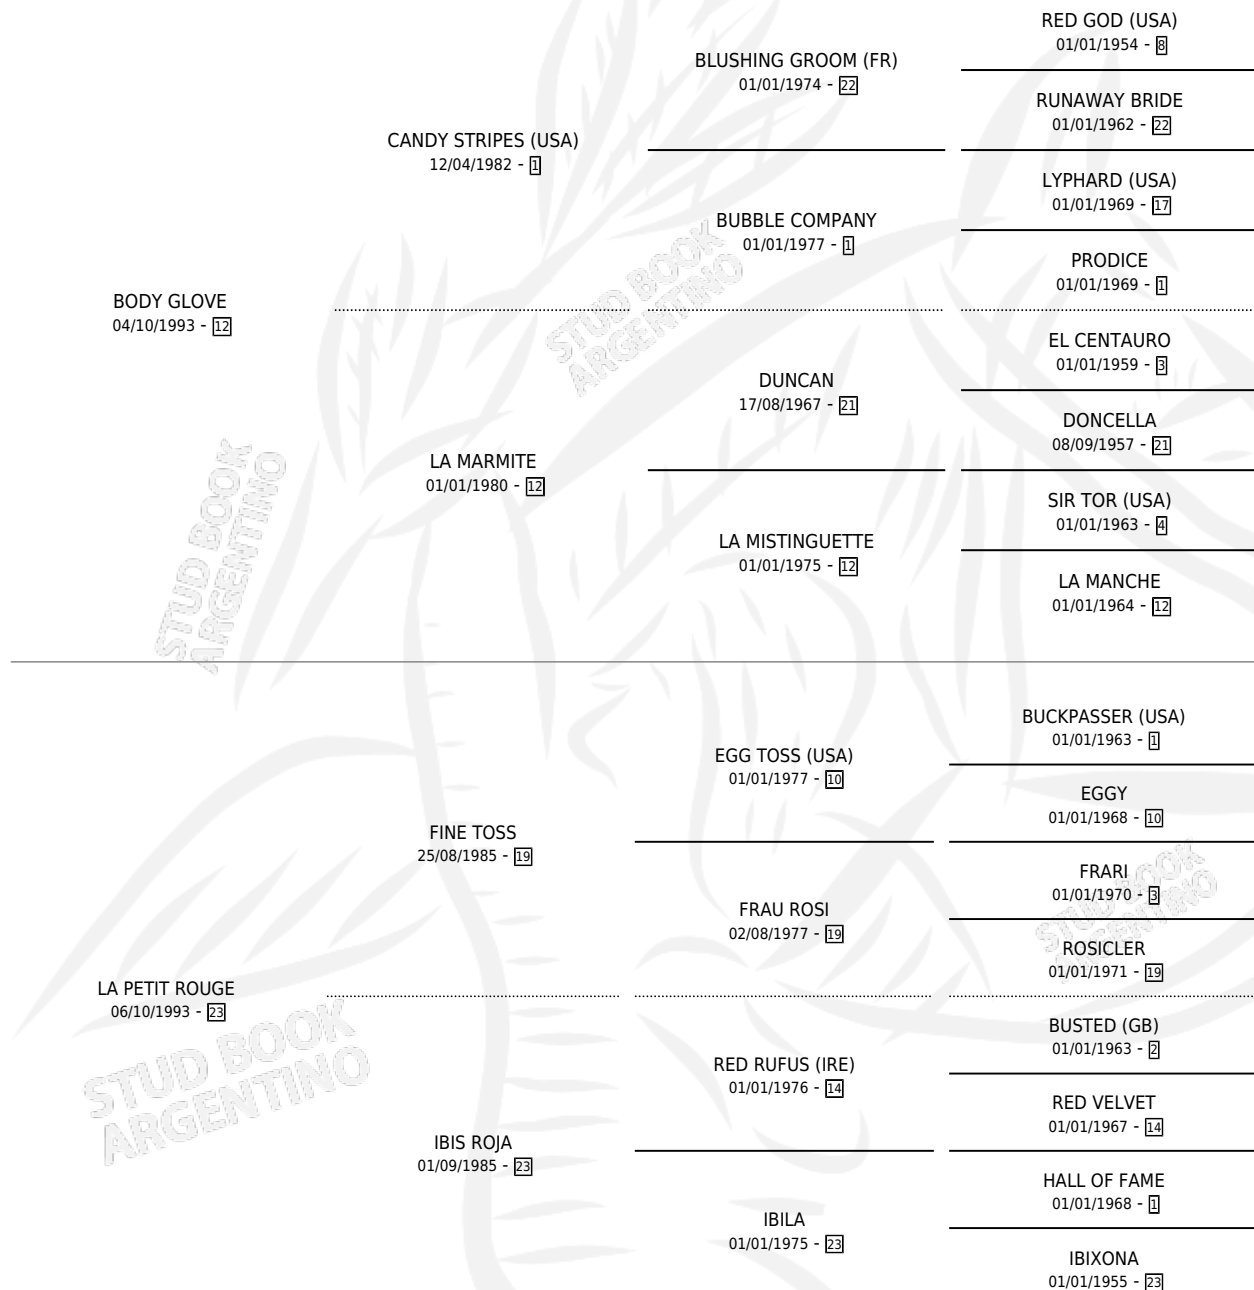 BODY GLOVE
04/10/1993 - 12
CANDY STRIPES (USA)
12/04/1982 - 1
LA MARMITE
01/01/1980 - 12
BLUSHING GROOM (FR)
01/01/1974 - 22
BUBBLE COMPANY
01/01/1977 - 1
DUNCAN
17/08/1967 - 21
LA MISTINGUETTE
01/01/1975 - 12
RED GOD (USA)
01/01/1954 - 8
RUNAWAY BRIDE
01/01/1962 - 22
LYPHARD (USA)
01/01/1969 - 17
PRODICE
01/01/1969 - 1
EL CENTAURO
01/01/1959 - 3
DONCELLA
08/09/1957 - 21
SIR TOR (USA)
01/01/1963 - 4
LA MANCHE
01/01/1964 - 12
STUD BOOK
ARGENTINO
STUD BOOK
ARGENTINO
LA PETIT ROUGE
06/10/1993 - 23
FINE TOSS
25/08/1985 - 19
IBIS ROJA
01/09/1985 - 23
EGG TOSS (USA)
01/01/1977 - 10
FRAU ROSI
02/08/1977 - 19
RED RUFUS (IRE)
01/01/1976 - 14
IBILA
01/01/1975 - 23
BUCKPASSER (USA)
01/01/1963 - 1
EGGY
01/01/1968 - 10
FRARI
01/01/1970 - 3
ROSICLER
01/01/1971 - 19
BUSTED (GB)
01/01/1963 - 2
RED VELVET
01/01/1967 - 14
HALL OF FAME
01/01/1968 - 1
IBIXONA
01/01/1955 - 23
STUD BOOK
ARGENTINO
STUD BOOK
ARGENTINO